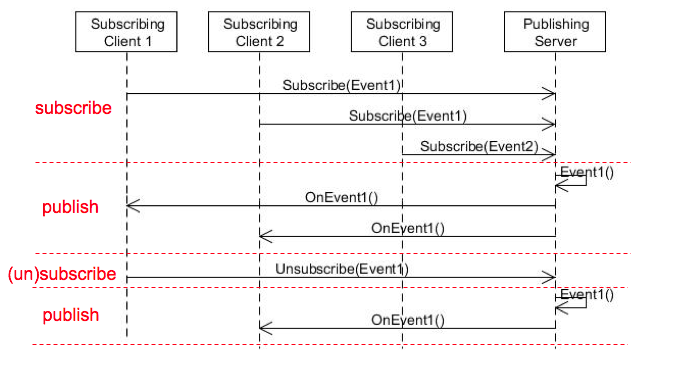 Subscribing
Client 1
Subscribing
Client 2
Subscribing
Client 3
Publishing
Server
Subscribe(Event1)
subscribe
Subscribe(Event1)
Subscribe(Event2)
Event1()
OnEvent1()
publish
OnEvent1()
(un)subscribe
Unsubscribe(Event1)
Event1()
publish
OnEvent1()